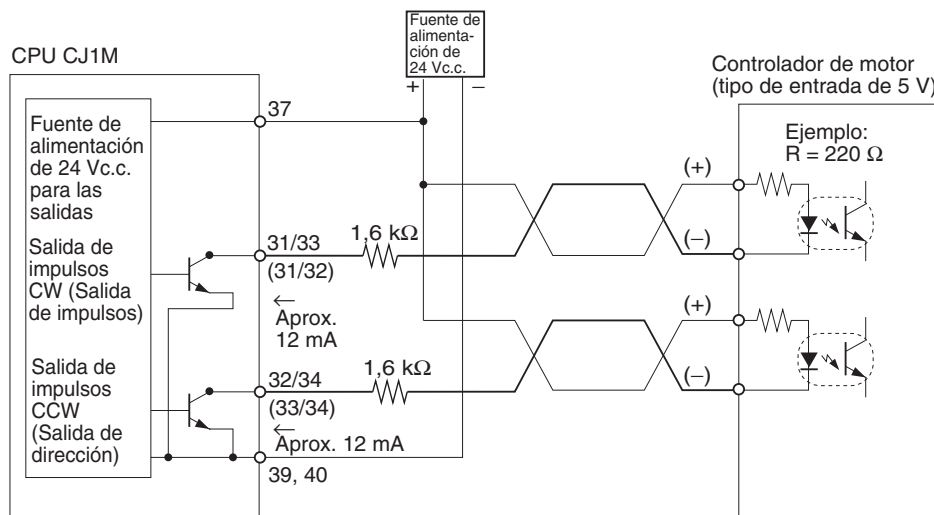 Fuente de
alimenta-
ción de
24 Vc.c.
+
−
CPU CJ1M
Controlador de motor
(tipo de entrada de 5 V)
37
Fuente de
alimentación
de 24 Vc.c.
para las
salidas
Ejemplo:
R = 220 Ω
(+)
(−)
Salida de
impulsos
CW (Salida
de impulsos)
31/33
(31/32)
1,6 kΩ
←
Aprox.
12 mA
(+)
(−)
Salida de
impulsos
CCW
(Salida de
dirección)
32/34
(33/34)
1,6 kΩ
←
Aprox. 12 mA
39, 40